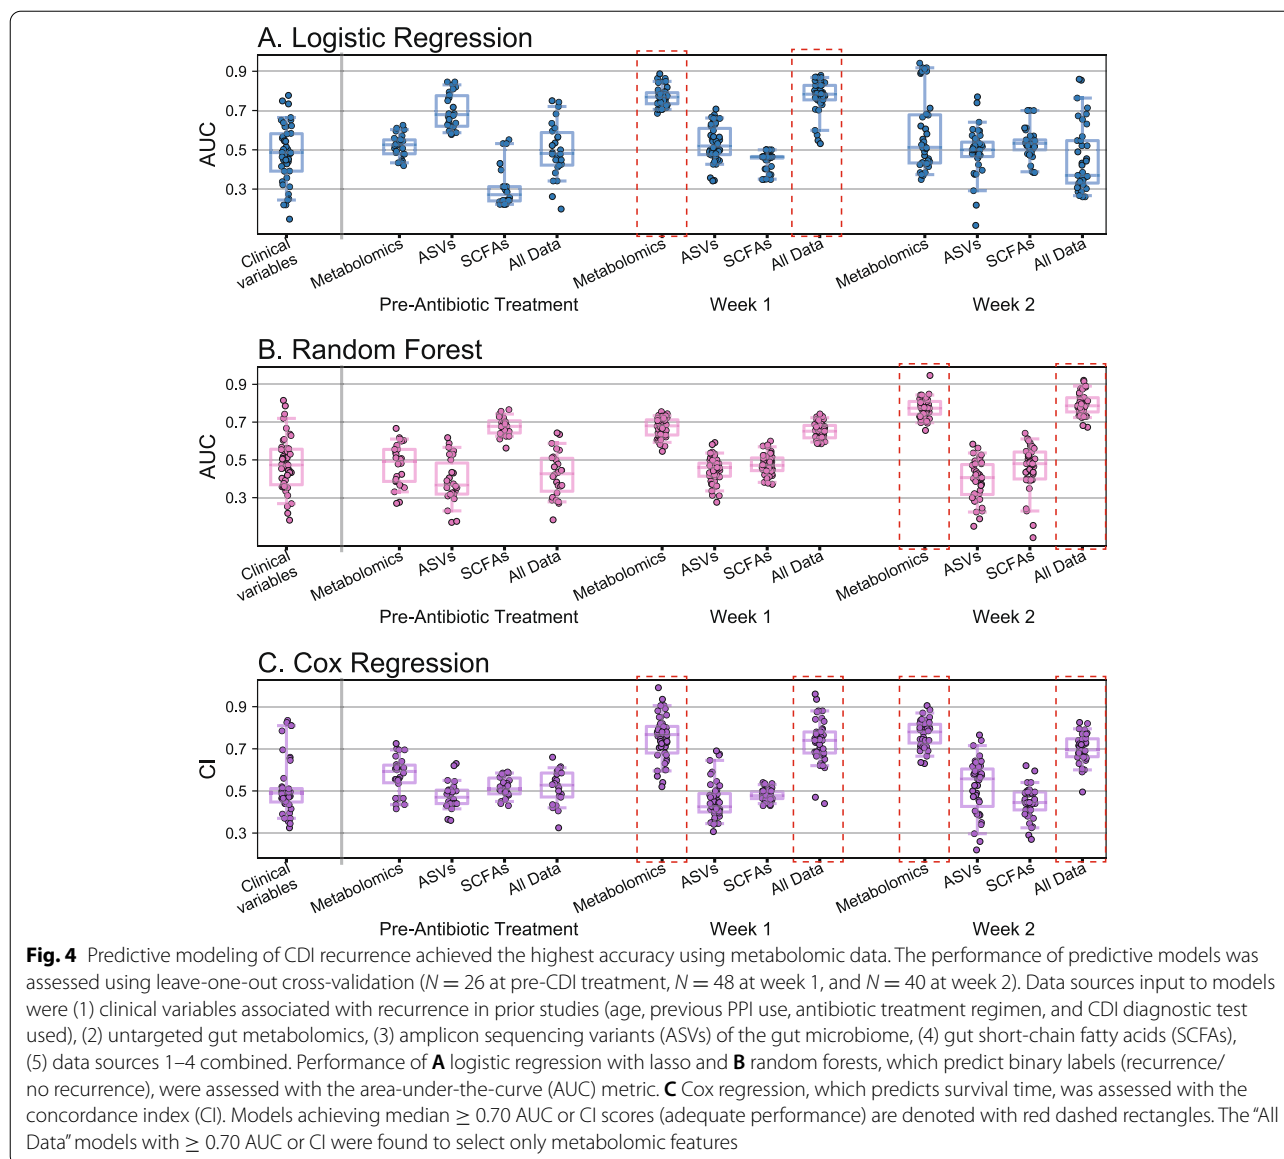 A. Logistic Regression
AUC
0.9
0.7
0.5
0.3
Clinical
variables
Metabolomics
ASVs
SCFAs
All Data
Metabolomics
ASVs
SCFAs
All Data
Metabolomics
ASVs
SCFAs
All Data
Pre-Antibiotic Treatment
Week 1
Week 2
B. Random Forest
AUC
0.9
0.7
0.5
0.3
Clinical
variables
Metabolomics
ASVs
SCFAs
All Data
Metabolomics
ASVs
SCFAs
All Data
Metabolomics
ASVs
SCFAs
All Data
Pre-Antibiotic Treatment
Week 1
Week 2
C. Cox Regression
CI
0.9
0.7
0.5
0.3
Clinical
variables
Metabolomics
ASVs
SCFAs
All Data
Metabolomics
ASVs
SCFAs
All Data
Metabolomics
ASVs
SCFAs
All Data
Pre-Antibiotic Treatment
Week 1
Week 2
Fig. 4 Predictive modeling of CDI recurrence achieved the highest accuracy using metabolomic data. The performance of predictive models was
assessed using leave-one-out cross-validation (N = 26 at pre-CDI treatment, N = 48 at week 1, and N = 40 at week 2). Data sources input to models
were (1) clinical variables associated with recurrence in prior studies (age, previous PPI use, antibiotic treatment regimen, and CDI diagnostic test
used), (2) untargeted gut metabolomics, (3) amplicon sequencing variants (ASVs) of the gut microbiome, (4) gut short-chain fatty acids (SCFAs),
(5) data sources 1–4 combined. Performance of A logistic regression with lasso and B random forests, which predict binary labels (recurrence/
no recurrence), were assessed with the area-under-the-curve (AUC) metric. C Cox regression, which predicts survival time, was assessed with the
concordance index (CI). Models achieving median ≥ 0.70 AUC or CI scores (adequate performance) are denoted with red dashed rectangles. The “All
Data” models with ≥ 0.70 AUC or CI were found to select only metabolomic features